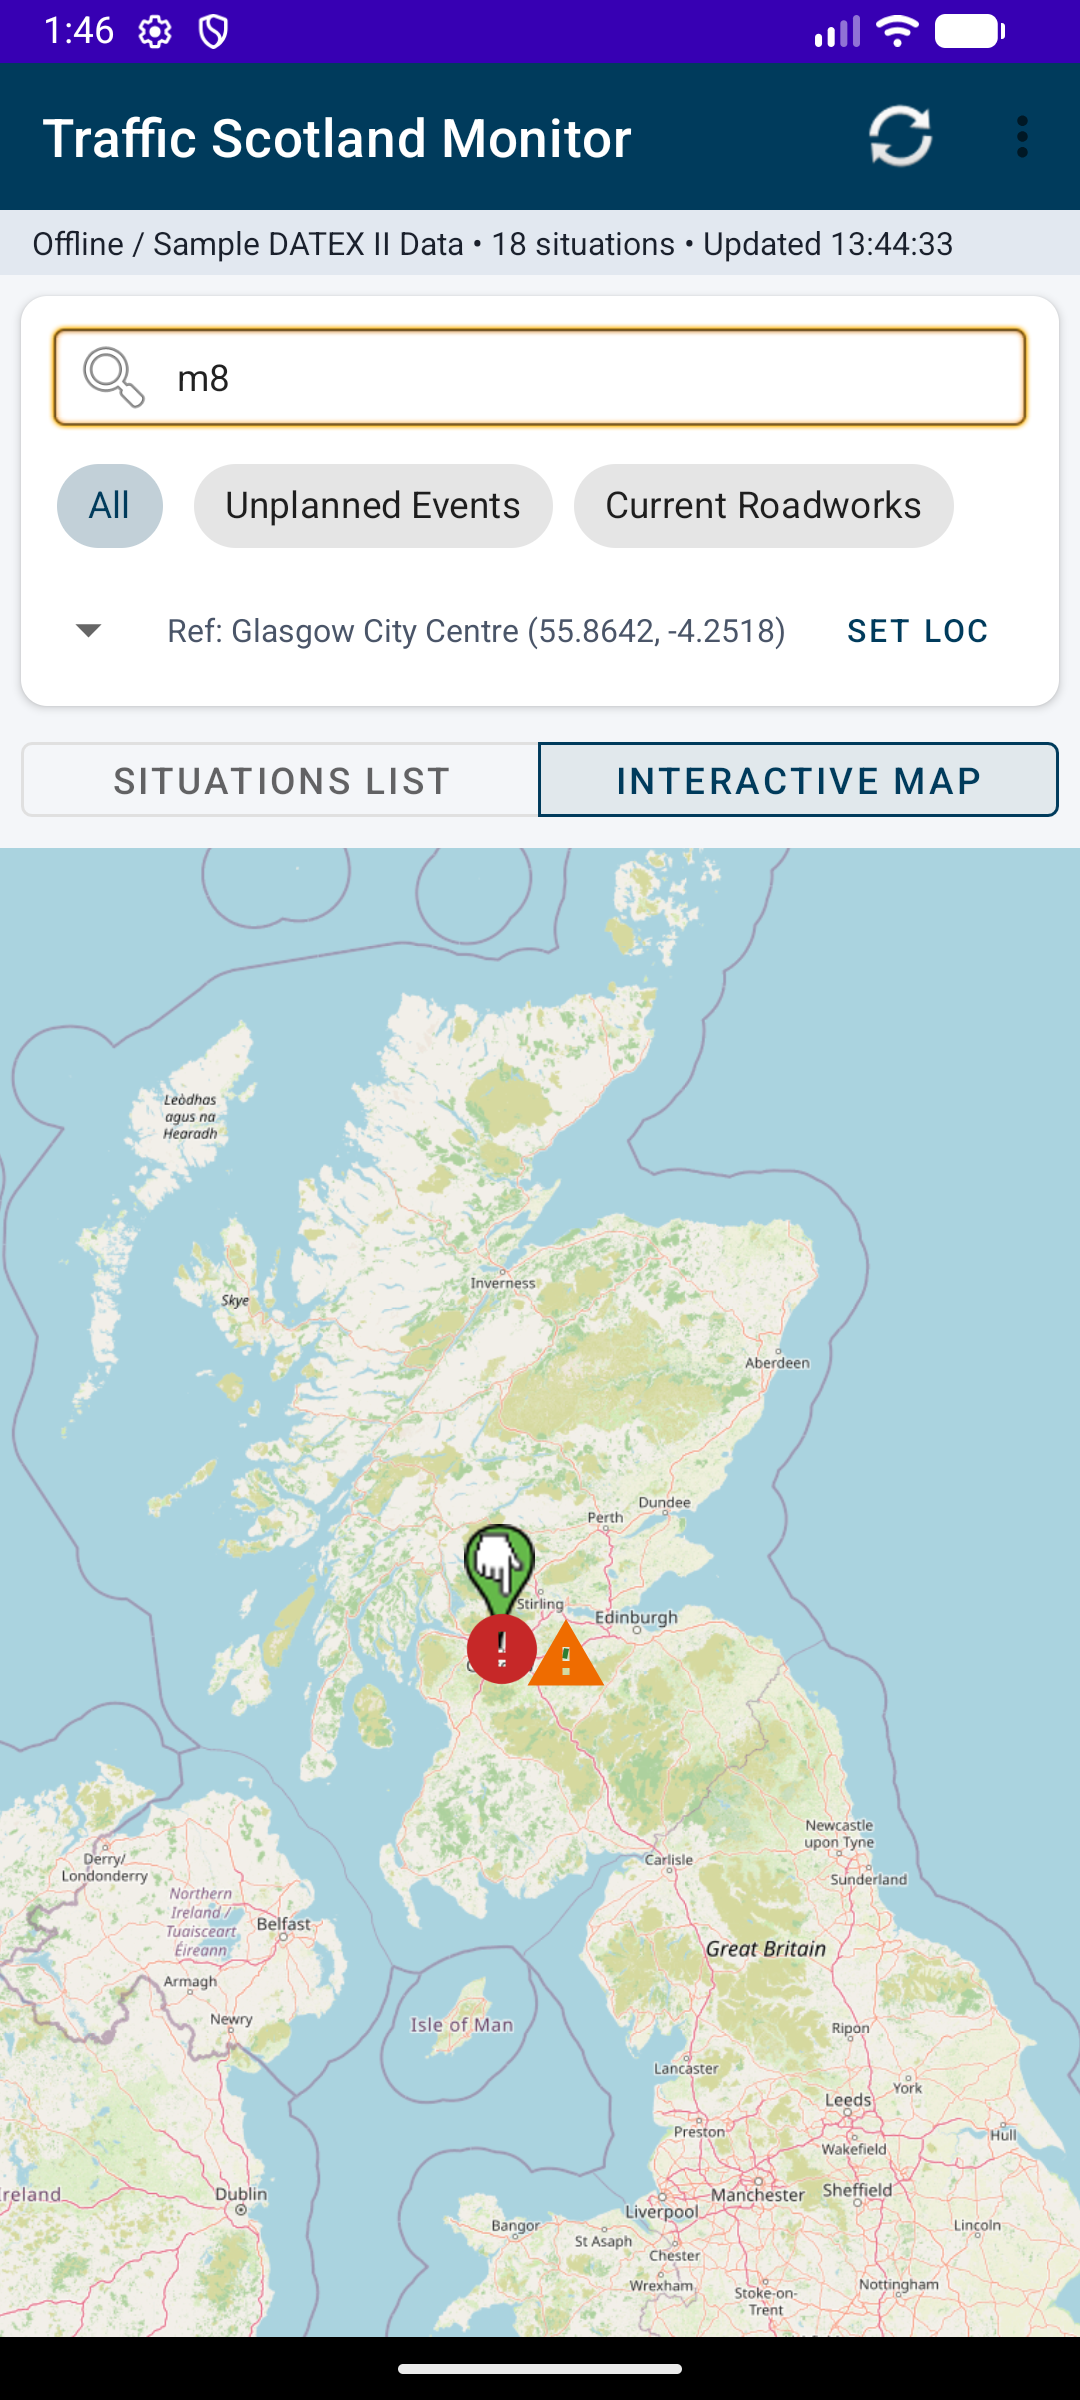 1:46
Traffic Scotland Monitor
Offline / Sample DATEX II Data • 18 situations • Updated 13:44:33
m8
All
Unplanned Events
Current Roadworks
Ref: Glasgow City Centre (55.8642, -4.2518)
SET LOC
SITUATIONS LIST
INTERACTIVE MAP
Leòdhas
agus na
Hearadh
Inverness
Skye
Aberdeen
Dundee
Perth
Stirling
Edinburgh
Newcastle
upon Tyne
Carlisle
Sunderland
Derry/
Londonderry
Northern
Ireland /
Tuaisceart
Éireann
Belfast
Great Britain
Armagh
Newry
Isle of Man
Ripon
Lancaster
York
Leeds
Preston
Hull
Wakefield
Ireland
Dublin
Manchester
Sheffield
Liverpool
Bangor
Lincoln
St Asaph
Chester
Wrexham
Nottingham
Stoke-on-
Trent